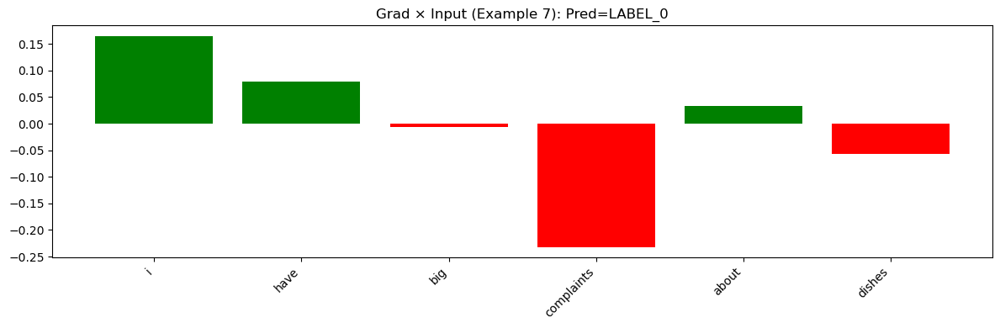 Grad × Input (Example 7): Pred=LABEL_0
0.15
0.10
0.05
0.00
−0.05
−0.10
−0.15
−0.20
−0.25
i
have
big
complaints
about
dishes